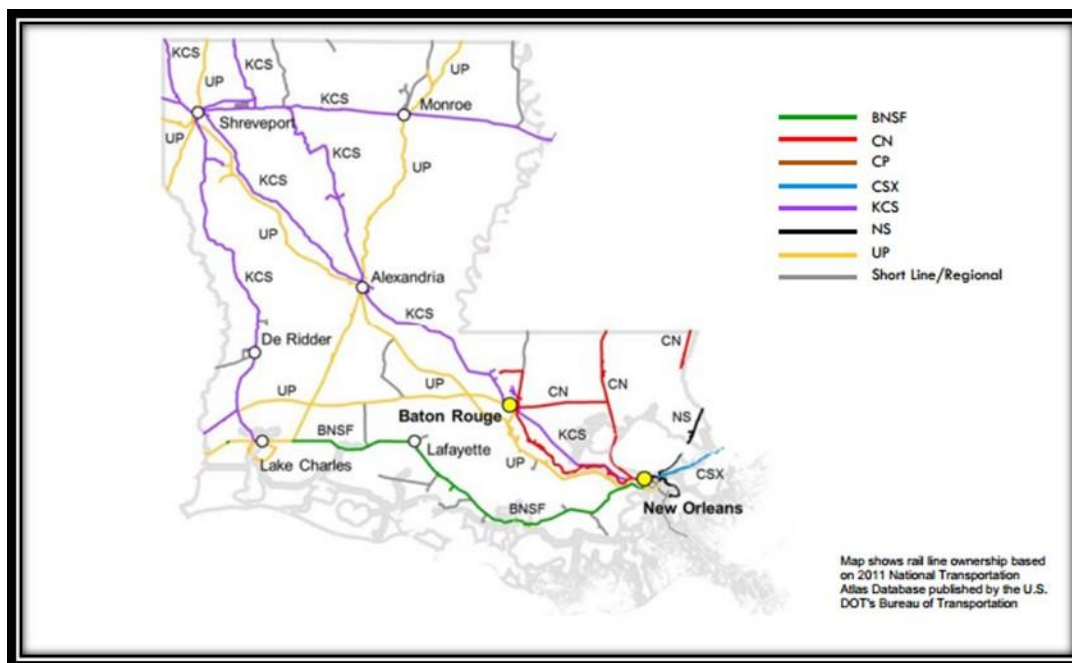 KCS
KCS
UP
UP
KCS
Monroe
Shreveport
UP
KCS
UP
KCS
UP
Alexandria
KCS
KCS
De Ridder
CN
CN
UP
UP
CN
Baton Rouge
NS
BNSF
KCS
Lafayette
Lake Charles
UP
CSX
BNSF
New Orleans
BNSF
CN
CP
CSX
KCS
NS
UP
Short Line/Regional
Map shows rail line ownership based
on 2011 National Transportation
Atlas Database published by the U.S.
DOT's Bureau of Transportation